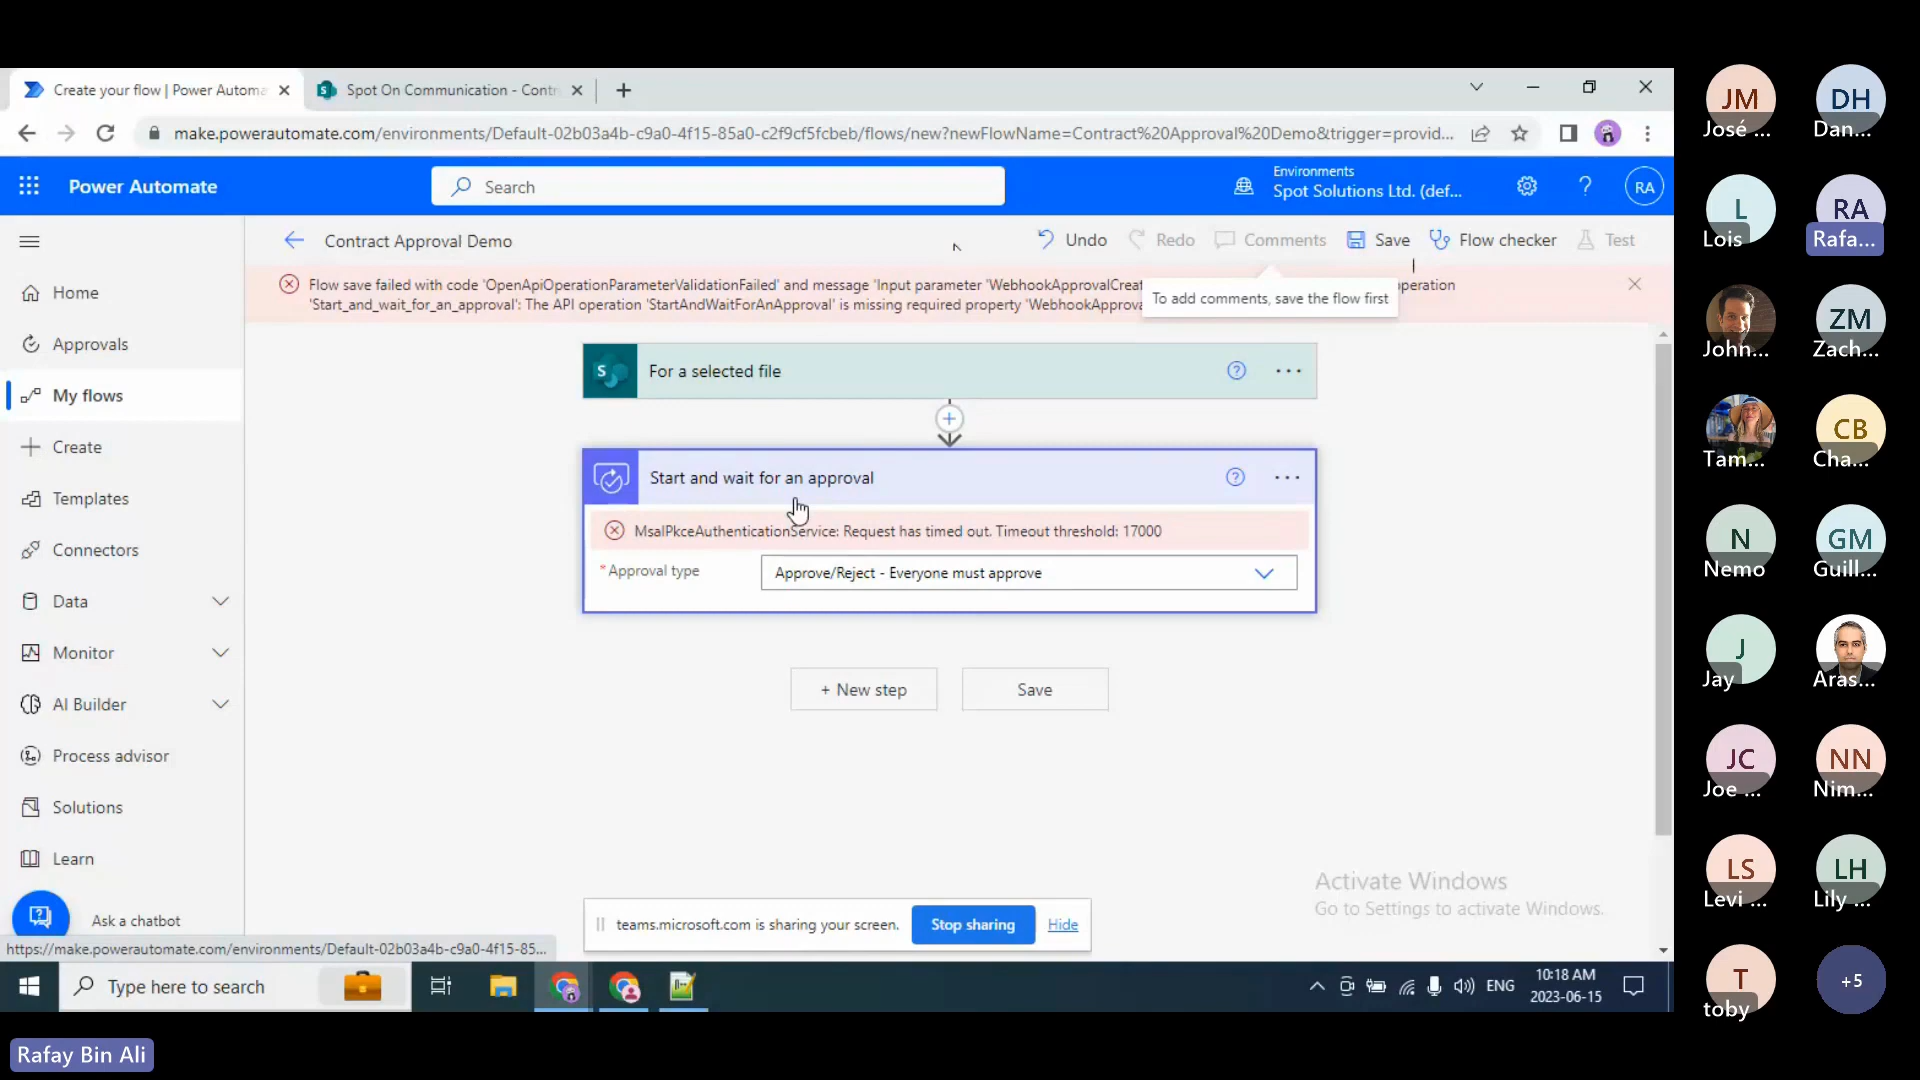 Create your flow | Power Automa
Spot On Communication - Contr
make.powerautomate.com/environments/Default-02b03a4b-c9a0-4f15-85a0-c2f9cf5fcbeb/flows/new?newFlowName=Contract%20Approval%20Demo&trigger=provid...
Power Automate
Search
Environments
Spot Solutions Ltd. (def...
RA
Contract Approval Demo
Undo
Redo
Comments
Save
Flow checker
Test
Flow save failed with code 'OpenApiOperationParameterValidationFailed' and message 'Input parameter 'WebhookApprovalCreat
peration
'Start_and_wait_for_an_approval': The API operation 'StartAndWaitForAnApproval' is missing required property 'WebhookApprova
To add comments, save the flow first
Home
Approvals
My flows
Create
Templates
Connectors
Data
Monitor
AI Builder
Process advisor
Solutions
Learn
Ask a chatbot
For a selected file
Start and wait for an approval
MsalPkceAuthenticationService: Request has timed out. Timeout threshold: 17000
* Approval type
Approve/Reject - Everyone must approve
+ New step
Save
Activate Windows
Go to Settings to activate Windows.
teams.microsoft.com is sharing your screen.
Stop sharing
Hide
https://make.powerautomate.com/environments/Default-02b03a4b-c9a0-4f15-85...
Type here to search
ENG
10:18 AM
2023-06-15
Rafay Bin Ali
JM
José ...
DH
Dan...
L
Lois
RA
Rafa...
John...
ZM
Zach...
Tam...
CB
Cha...
N
Nemo
GM
Guill...
J
Jay
Aras...
JC
Joe ...
NN
Nim...
LS
Levi ...
LH
Lily ...
T
toby
+5